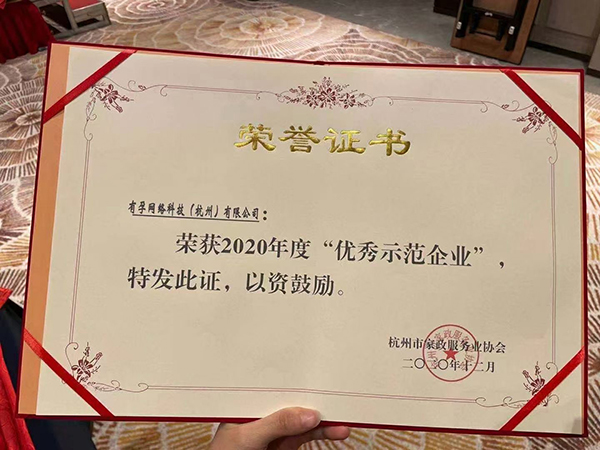 荣誉证书
有孕网络科技（杭州）有限公司：
荣获2020年度“优秀示范企业”，
特发此证，以资鼓励。
杭州市家政服务业协会
二〇二〇年十二月